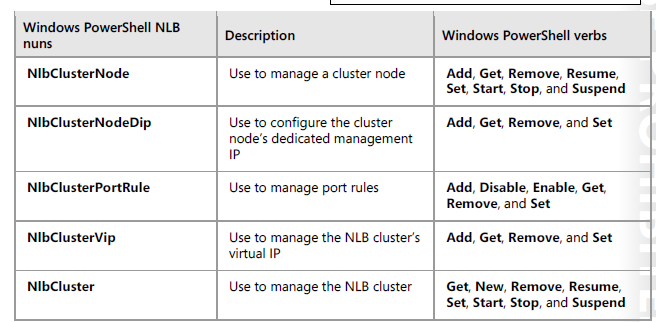 Windows PowerShell NLB
nuns
Description
Windows PowerShell verbs
NlbClusterNode
Use to manage a cluster node
Add, Get, Remove, Resume,
Set, Start, Stop, and Suspend
NlbClusterNodeDip
Use to configure the cluster
node's dedicated management
IP
Add, Get, Remove, and Set
NlbClusterPortRule
Use to manage port rules
Add, Disable, Enable, Get,
Remove, and Set
NlbClusterVip
Use to manage the NLB cluster's
virtual IP
Add, Get, Remove, and Set
NlbCluster
Use to manage the NLB cluster
Get, New, Remove, Resume,
Set, Start, Stop, and Suspend